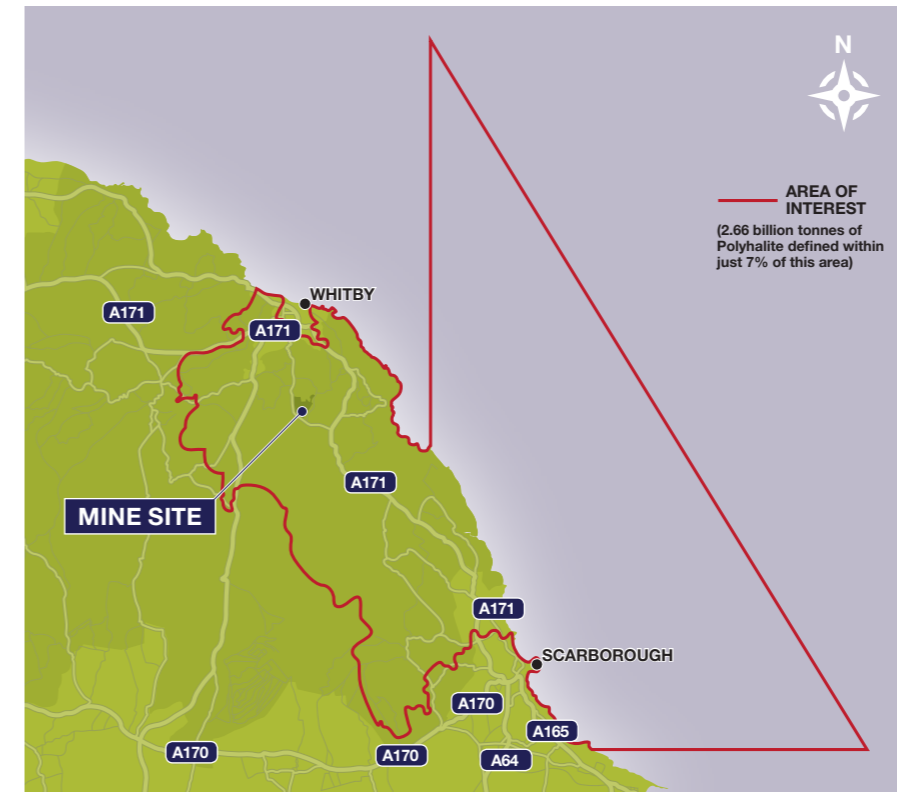 N
AREA OF
INTEREST
(2.66 billion tonnes of
Polyhalite defined within
just 7% of this area)
WHITBY
A171
A171
A171
MINE SITE
A171
SCARBOROUGH
A170
A165
A170
A170
A64